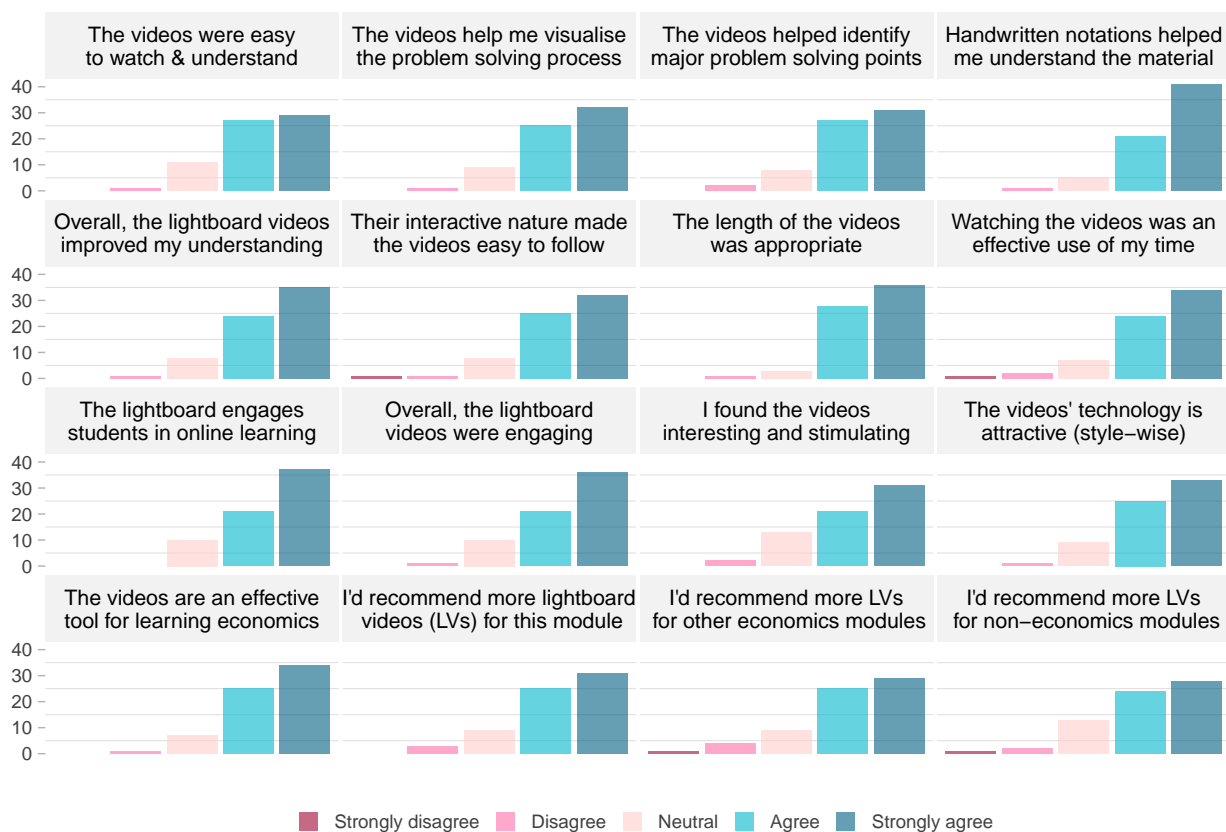 The videos were easy
to watch & understand
The videos help me visualise
the problem solving process
The videos helped identify
major problem solving points
Handwritten notations helped
me understand the material
40
30
20
10
0
Overall, the lightboard videos
improved my understanding
Their interactive nature made
the videos easy to follow
The length of the videos
was appropriate
Watching the videos was an
effective use of my time
40
30
20
10
0
The lightboard engages
students in online learning
Overall, the lightboard
videos were engaging
I found the videos
interesting and stimulating
The videos' technology is
attractive (style−wise)
40
30
20
10
0
The videos are an effective
tool for learning economics
I'd recommend more lightboard
videos (LVs) for this module
I'd recommend more LVs
for other economics modules
I'd recommend more LVs
for non−economics modules
40
30
20
10
0
Strongly disagree Disagree Neutral Agree Strongly agree